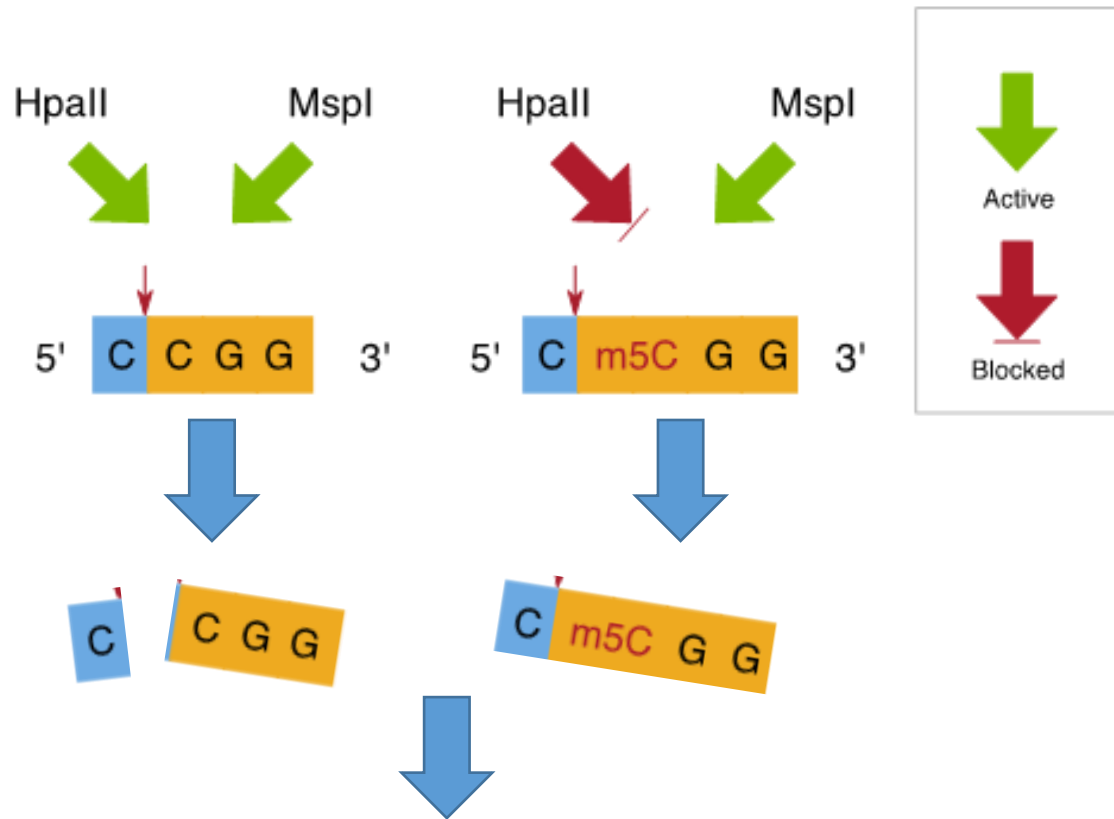 HpaII MspI HpaII MspI
Active
5' C C G G 3' 5' C m5C G G 3'
Blocked
C C G G C m5C G G